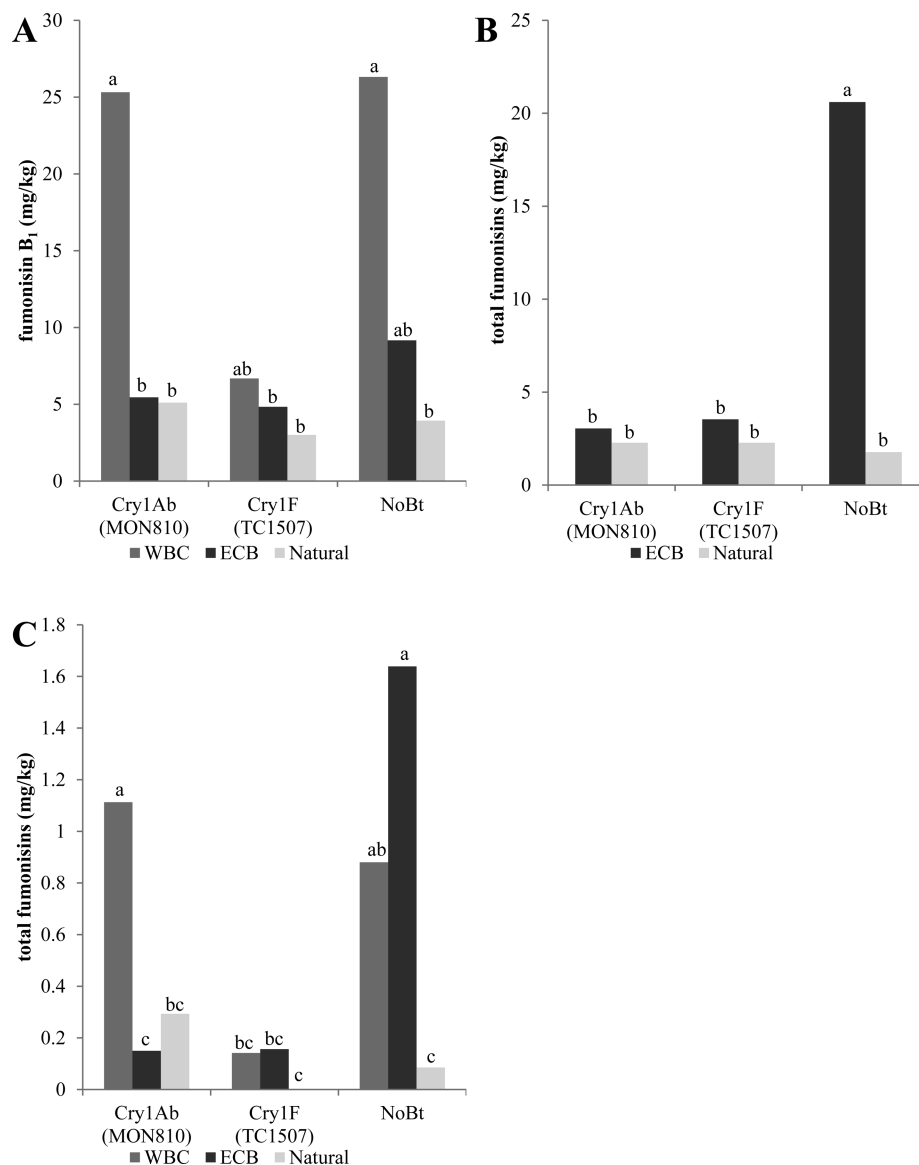 A
fumonisin B₁ (mg/kg)
30
25
20
15
10
5
0
a
b
b
ab
b
b
a
ab
b
Cry1Ab
(MON810)
Cry1F
(TC1507)
NoBt
WBC ECB Natural
B
total fumonisins (mg/kg)
25
20
15
10
5
0
b
b
b
b
a
b
Cry1Ab
(MON810)
Cry1F
(TC1507)
NoBt
ECB Natural
C
total fumonisins (mg/kg)
1.8
1.6
1.4
1.2
1
0.8
0.6
0.4
0.2
0
a
c
bc
bc
bc
c
ab
a
c
Cry1Ab
(MON810)
Cry1F
(TC1507)
NoBt
WBC ECB Natural